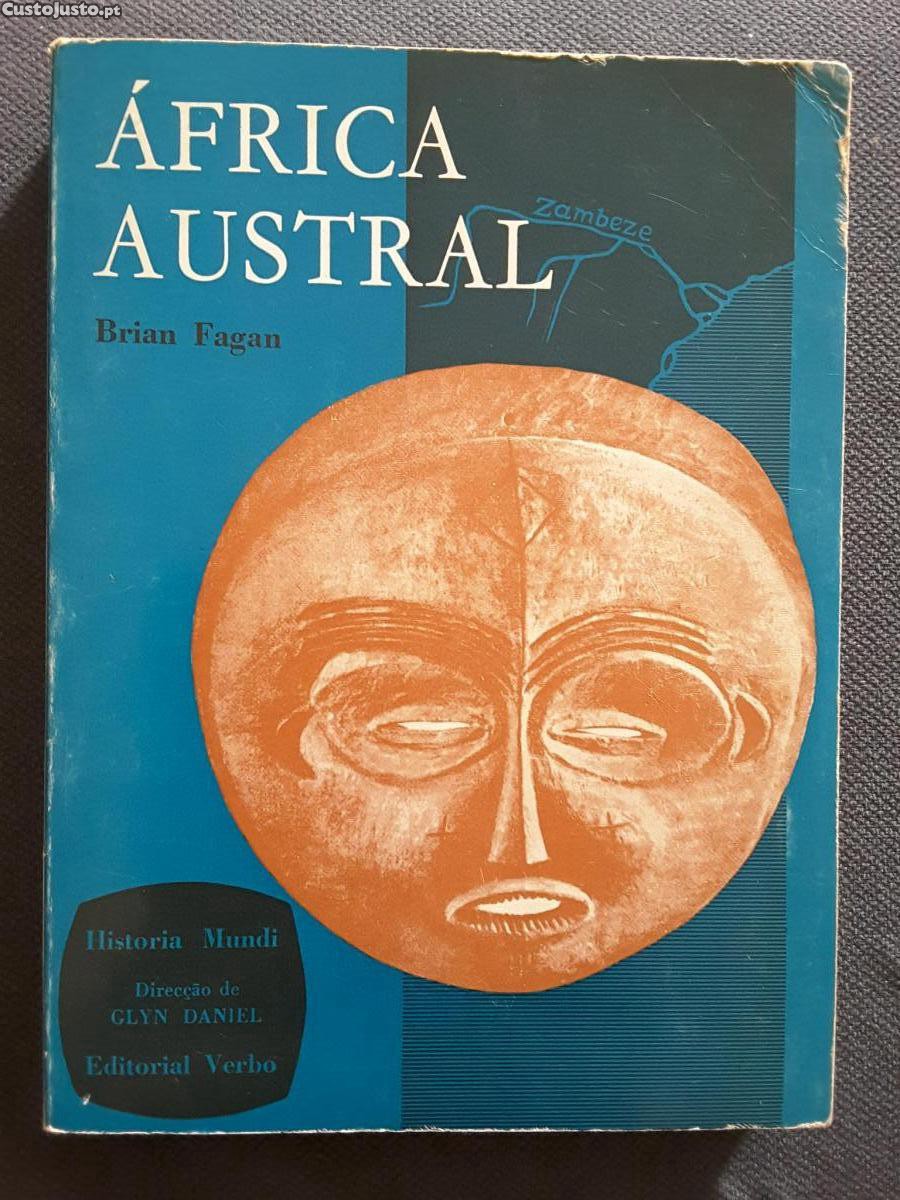 CustoJusto.pt
ÁFRICA
AUSTRAL
Zambeze
Brian Fagan
Historia Mundi
Direcção de
GLYN DANIEL
Editorial Verbo